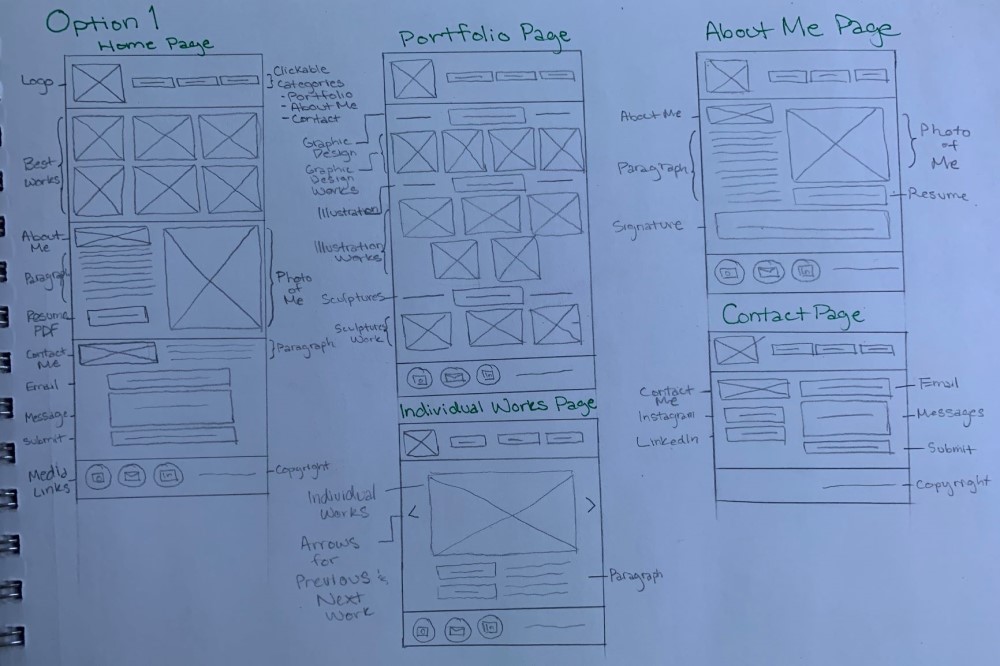 Option 1
Home Page
Logo
Clickable
Categories
- Portfolio
- About Me
- Contact
Best
Works
About
Me
Paragraph
Resume
PDF
Photo
of
Me
Contact
Me
Paragraph
Email
Message
Submit
Media
Links
Copyright
Portfolio Page
Graphic
Design
Graphic
Design
Works
Illustration
Illustration
Works
Sculptures
Sculpture
Work
in
Individual Works Page
Individual
Works
Arrows
for
Previous &
Next
Work
Paragraph
in
About Me Page
About Me
Paragraph
Photo
of
Me
Resume
Signature
in
Contact Page
Contact
Me
Instagram
LinkedIn
Email
Messages
Submit
Copyright